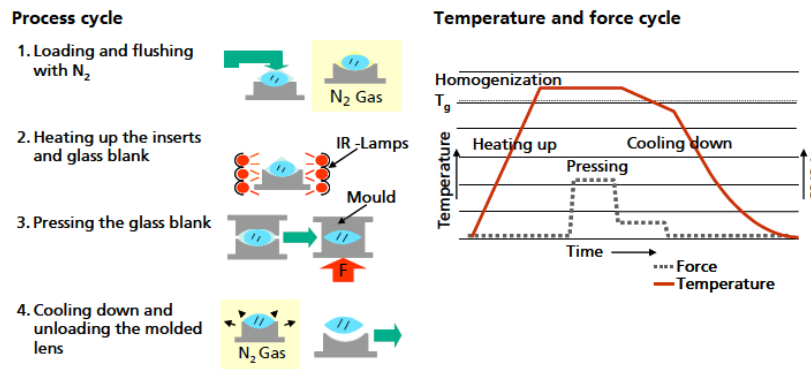 Process cycle
1. Loading and flushing
with N₂
N₂ Gas
2. Heating up the inserts
and glass blank
IR -Lamps
3. Pressing the glass blank
Mould
F
4. Cooling down and
unloading the molded
lens
N₂ Gas
Temperature and force cycle
Homogenization
Tg
Heating up
Cooling down
Pressing
Temperature
Time
Force
Temperature